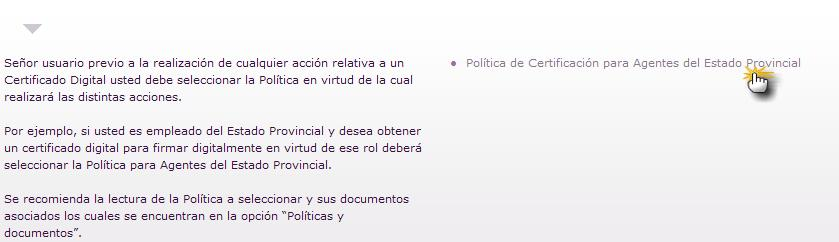 Señor usuario previo a la realización de cualquier acción relativa a un
Certificado Digital usted debe seleccionar la Política en virtud de la cual
realizará las distintas acciones.
Por ejemplo, si usted es empleado del Estado Provincial y desea obtener
un certificado digital para firmar digitalmente en virtud de ese rol deberá
seleccionar la Política para Agentes del Estado Provincial.
Se recomienda la lectura de la Política a seleccionar y sus documentos
asociados los cuales se encuentran en la opción “Políticas y
documentos”.
• Política de Certificación para Agentes del Estado Provincial